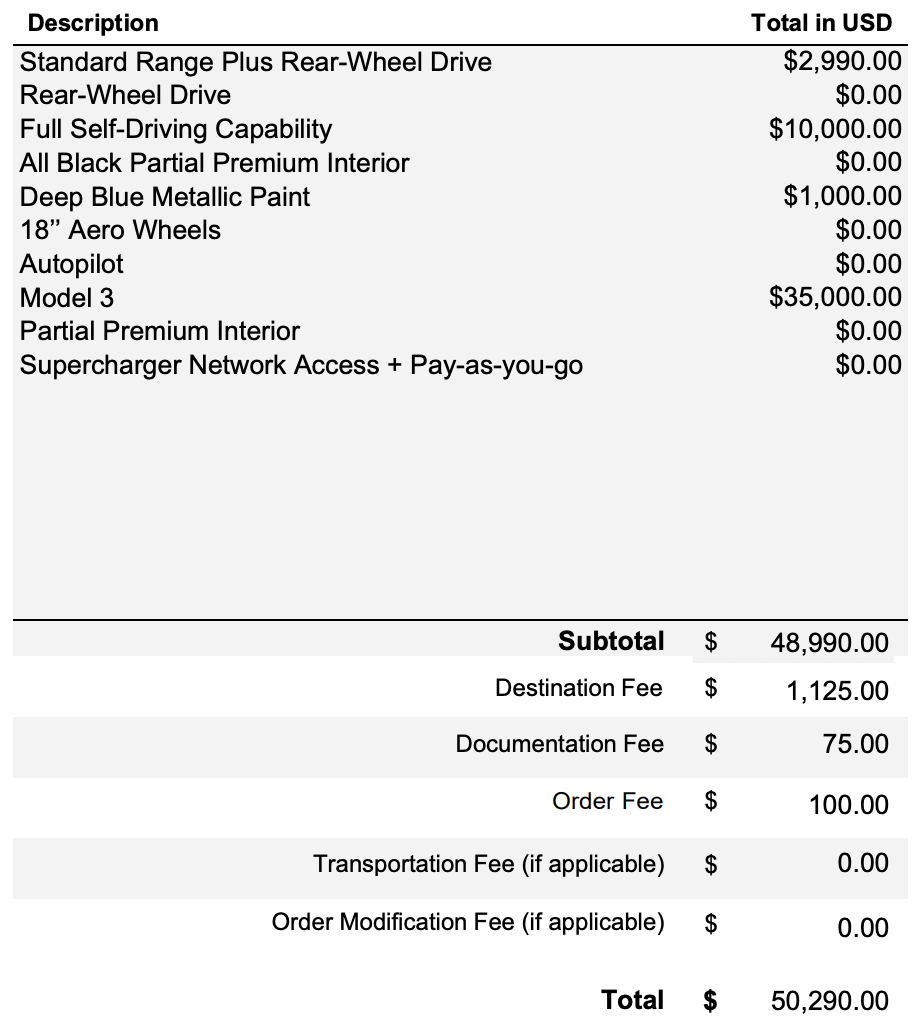 Description Total in USD
Standard Range Plus Rear-Wheel Drive $2,990.00
Rear-Wheel Drive $0.00
Full Self-Driving Capability $10,000.00
All Black Partial Premium Interior $0.00
Deep Blue Metallic Paint $1,000.00
18” Aero Wheels $0.00
Autopilot $0.00
Model 3 $35,000.00
Partial Premium Interior $0.00
Supercharger Network Access + Pay-as-you-go $0.00
Subtotal $ 48,990.00
Destination Fee $ 1,125.00
Documentation Fee $ 75.00
Order Fee $ 100.00
Transportation Fee (if applicable) $ 0.00
Order Modification Fee (if applicable) $ 0.00
Total $ 50,290.00